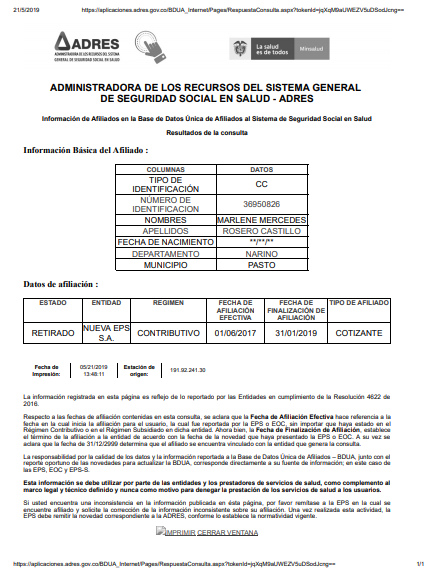 21/5/2019 https://aplicaciones.adres.gov.co/BDUA_Internet/Pages/RespuestaConsulta.aspx?tokenId=jqXqM9aUWEZV5uDSotJcng==
ADRES
ADMINISTRADORA DE LOS RECURSOS DEL SISTEMA
GENERAL DE SEGURIDAD SOCIAL EN SALUD
La salud
es de todos
Minsalud
ADMINISTRADORA DE LOS RECURSOS DEL SISTEMA GENERAL
DE SEGURIDAD SOCIAL EN SALUD - ADRES
Información de Afiliados en la Base de Datos Única de Afiliados al Sistema de Seguridad Social en Salud
Resultados de la consulta
Información Básica del Afiliado :
COLUMNAS DATOS
TIPO DE
IDENTIFICACIÓN CC
NÚMERO DE
IDENTIFICACION 36950826
NOMBRES MARLENE MERCEDES
APELLIDOS ROSERO CASTILLO
FECHA DE NACIMIENTO **/**/**
DEPARTAMENTO NARINO
MUNICIPIO PASTO
Datos de afiliación :
ESTADO ENTIDAD REGIMEN FECHA DE AFILIACIÓN EFECTIVA FECHA DE FINALIZACIÓN DE AFILIACIÓN TIPO DE AFILIADO
RETIRADO NUEVA EPS S.A. CONTRIBUTIVO 01/06/2017 31/01/2019 COTIZANTE
Fecha de Impresión: 05/21/2019 13:48:11 Estación de origen: 191.92.241.30
La información registrada en esta página es reflejo de lo reportado por las Entidades en cumplimiento de la Resolución 4622 de
2016.
Respecto a las fechas de afiliación contenidas en esta consulta, se aclara que la Fecha de Afiliación Efectiva hace referencia a la
fecha en la cual inicia la afiliación para el usuario, la cual fue reportada por la EPS o EOC, sin importar que haya estado en el
Régimen Contributivo o en el Régimen Subsidiado en dicha entidad. Ahora bien, la Fecha de Finalización de Afiliación, establece
el término de la afiliación a la entidad de acuerdo con la fecha de la novedad que haya presentado la EPS o EOC. A su vez se
aclara que la fecha de 31/12/2999 determina que el afiliado se encuentra vinculado con la entidad que genera la consulta.
La responsabilidad por la calidad de los datos y la información reportada a la Base de Datos Única de Afiliados – BDUA, junto con el
reporte oportuno de las novedades para actualizar la BDUA, corresponde directamente a su fuente de información; en este caso de
las EPS, EOC y EPS-S.
Esta información se debe utilizar por parte de las entidades y los prestadores de servicios de salud, como complemento al
marco legal y técnico definido y nunca como motivo para denegar la prestación de los servicios de salud a los usuarios.
Si usted encuentra una inconsistencia en la información publicada en ésta página, por favor remítase a la EPS en la cual se
encuentre afiliado y solicite la corrección de la información inconsistente sobre su afiliación. Una vez realizada esta actividad, la
EPS debe remitir la novedad correspondiente a la ADRES, conforme lo establece la normatividad vigente.
IMPRIMIR CERRAR VENTANA
https://aplicaciones.adres.gov.co/BDUA_Internet/Pages/RespuestaConsulta.aspx?tokenId=jqXqM9aUWEZV5uDSotJcng== 1/1